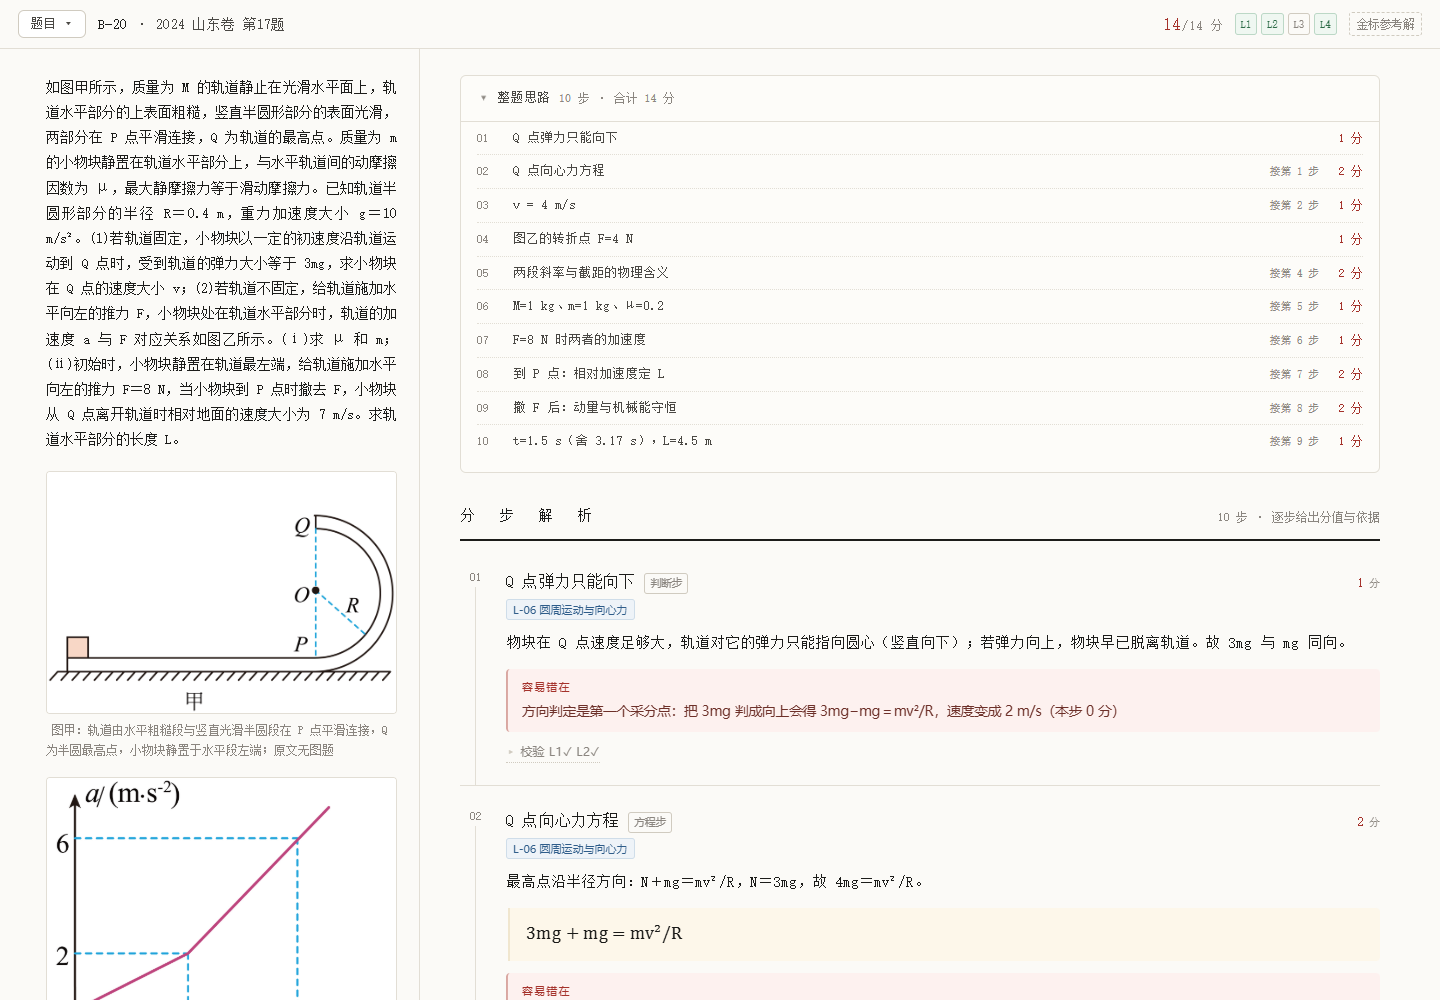 题目 ▾ B-20 · 2024 山东卷 第17题
14/14 分 L1 L2 L3 L4 金标参考解
如图甲所示，质量为 M 的轨道静止在光滑水平面上，轨
道水平部分的上表面粗糙，竖直半圆形部分的表面光滑，
两部分在 P 点平滑连接，Q 为轨道的最高点。质量为 m
的小物块静置在轨道水平部分上，与水平轨道间的动摩擦
因数为 μ，最大静摩擦力等于滑动摩擦力。已知轨道半
圆形部分的半径 R＝0.4 m，重力加速度大小 g＝10
m/s²。(1)若轨道固定，小物块以一定的初速度沿轨道运
动到 Q 点时，受到轨道的弹力大小等于 3mg，求小物块
在 Q 点的速度大小 v；(2)若轨道不固定，给轨道施加水
平向左的推力 F，小物块处在轨道水平部分时，轨道的加
速度 a 与 F 对应关系如图乙所示。(ⅰ)求 μ 和 m；
(ⅱ)初始时，小物块静置在轨道最左端，给轨道施加水平
向左的推力 F＝8 N，当小物块到 P 点时撤去 F，小物块
从 Q 点离开轨道时相对地面的速度大小为 7 m/s。求轨
道水平部分的长度 L。
Q
O
R
P
甲
图甲：轨道由水平粗糙段与竖直光滑半圆段在 P 点平滑连接，Q
为半圆最高点，小物块静置于水平段左端；原文无图题
a/(m·s⁻²)
6
2
▾ 整题思路 10 步 · 合计 14 分
01 Q 点弹力只能向下 1 分
02 Q 点向心力方程 接第 1 步 2 分
03 v = 4 m/s 接第 2 步 1 分
04 图乙的转折点 F=4 N 1 分
05 两段斜率与截距的物理含义 接第 4 步 2 分
06 M=1 kg、m=1 kg、μ=0.2 接第 5 步 1 分
07 F=8 N 时两者的加速度 接第 6 步 1 分
08 到 P 点：相对加速度定 L 接第 7 步 2 分
09 撤 F 后：动量与机械能守恒 接第 8 步 2 分
10 t=1.5 s（舍 3.17 s），L=4.5 m 接第 9 步 1 分
分步解析 10 步 · 逐步给出分值与依据
01 Q 点弹力只能向下 判断步 1 分
L-06 圆周运动与向心力
物块在 Q 点速度足够大，轨道对它的弹力只能指向圆心（竖直向下）；若弹力向上，物块早已脱离轨道。故 3mg 与 mg 同向。
容易错在
方向判定是第一个采分点：把 3mg 判成向上会得 3mg−mg＝mv²/R，速度变成 2 m/s（本步 0 分）
校验 L1✓ L2✓
02 Q 点向心力方程 方程步 2 分
L-06 圆周运动与向心力
最高点沿半径方向：N＋mg＝mv²/R，N＝3mg，故 4mg＝mv²/R。
3mg + mg = mv²/R
容易错在